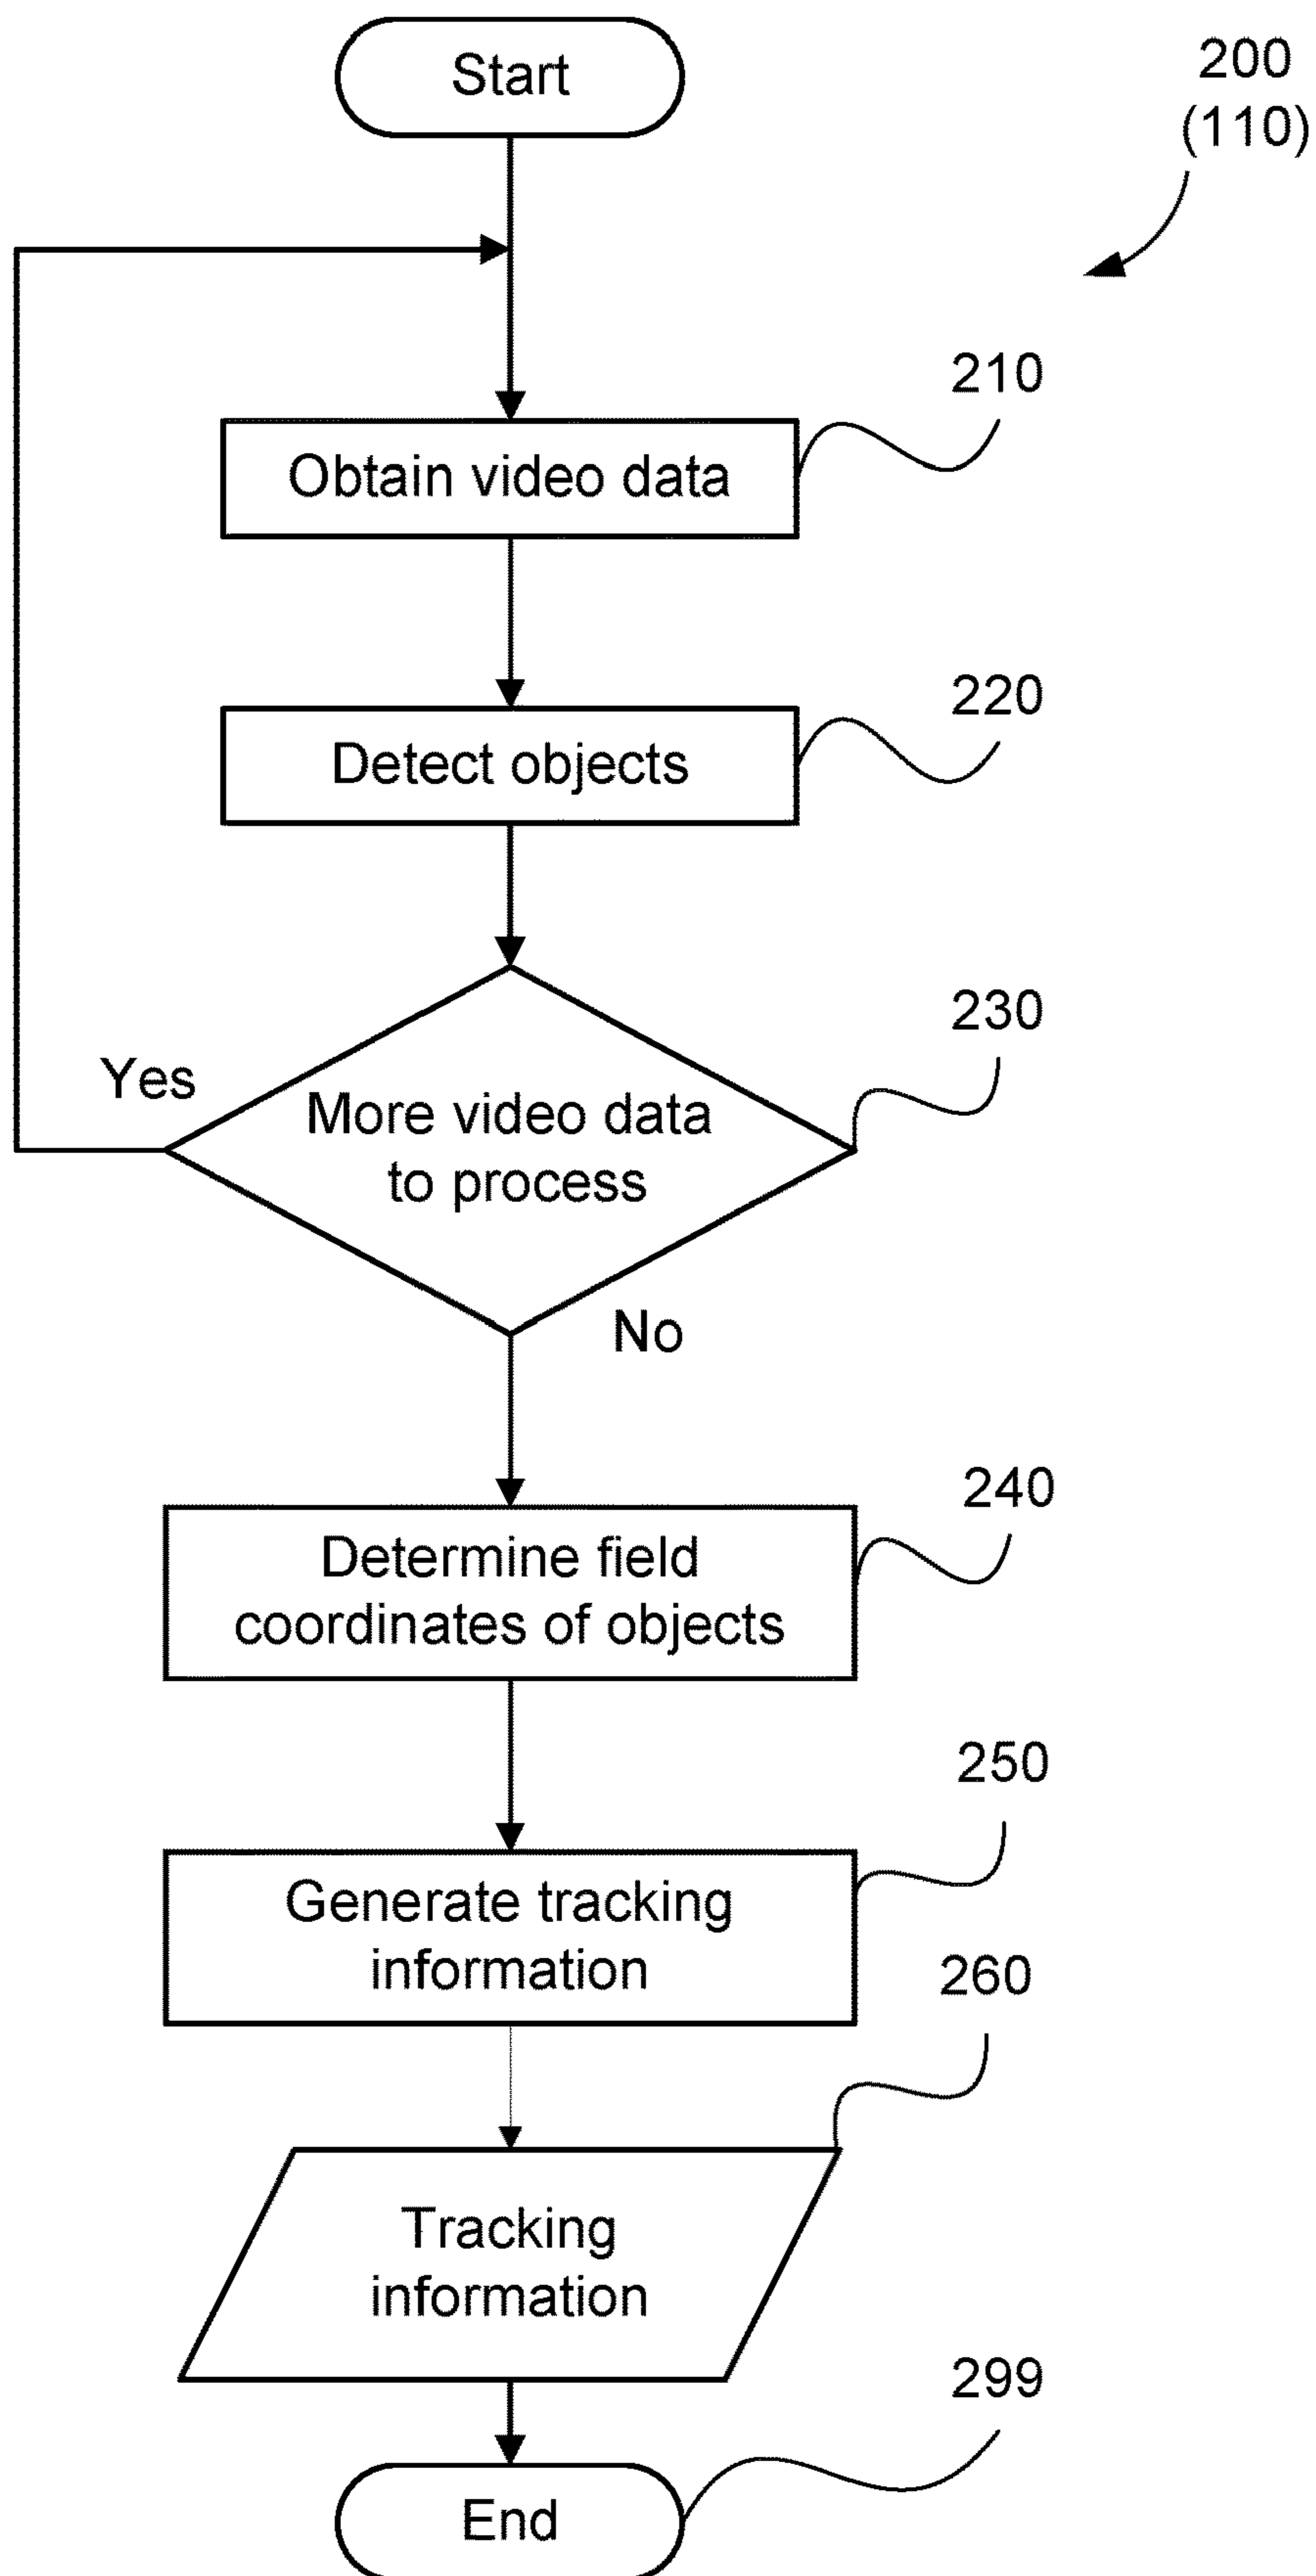 Start
200
(110)
210
Obtain video data
220
Detect objects
230
Yes
More video data
to process
No
240
Determine field
coordinates of objects
250
Generate tracking
information
260
Tracking
information
299
End